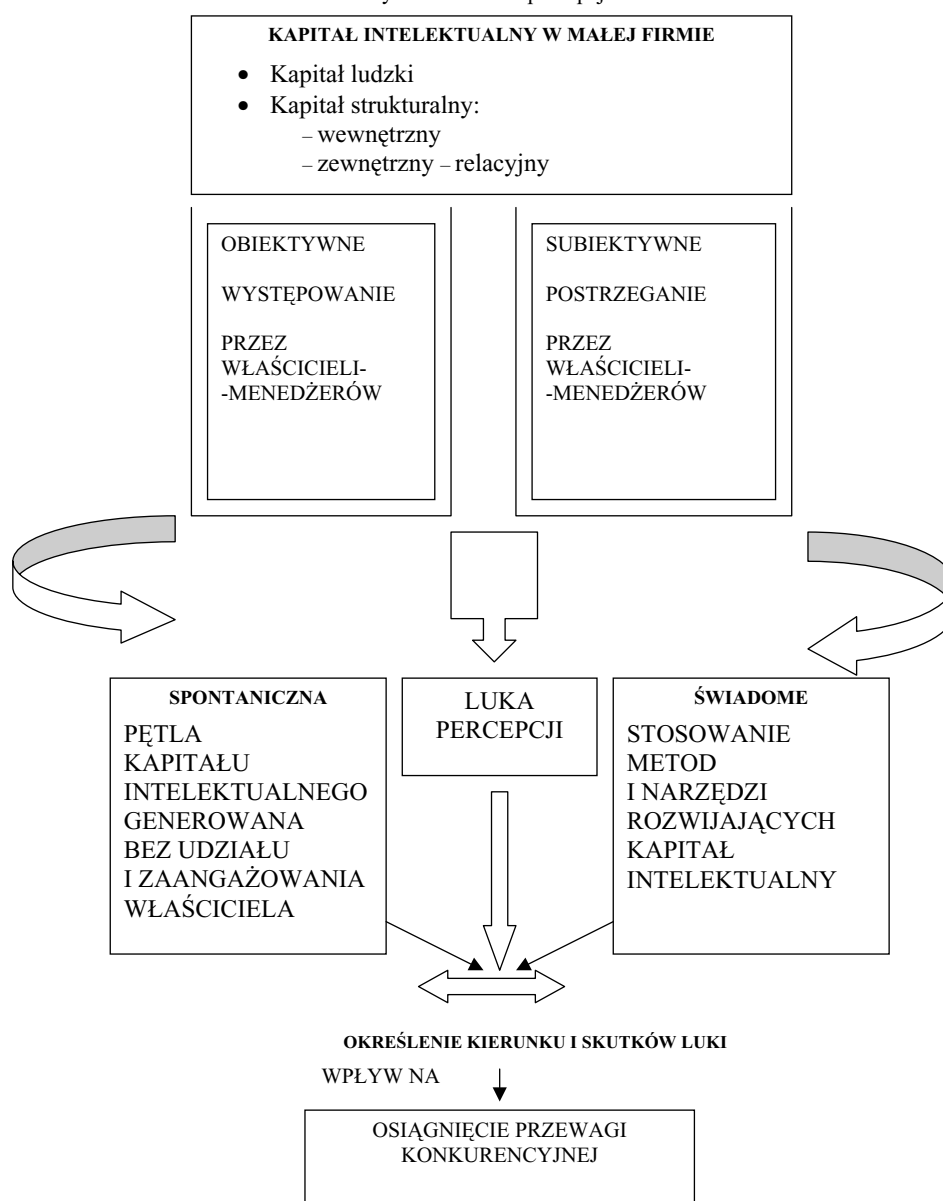 KAPITAŁ INTELEKTUALNY W MAŁEJ FIRMIE
• Kapitał ludzki
• Kapitał strukturalny:
– wewnętrzny
– zewnętrzny – relacyjny
OBIEKTYWNE
WYSTĘPOWANIE
PRZEZ
WŁAŚCICIELI-
-MENEDŻERÓW
SUBIEKTYWNE
POSTRZEGANIE
PRZEZ
WŁAŚCICIELI-
-MENEDŻERÓW
SPONTANICZNA
PĘTLA
KAPITAŁU
INTELEKTUALNEGO
GENEROWANA
BEZ UDZIAŁU
I ZAANGAŻOWANIA
WŁAŚCICIELA
LUKA
PERCEPCJI
ŚWIADOME
STOSOWANIE
METOD
I NARZĘDZI
ROZWIJAJĄCYCH
KAPITAŁ
INTELEKTUALNY
OKREŚLENIE KIERUNKU I SKUTKÓW LUKI
WPŁYW NA
OSIĄGNIĘCIE PRZEWAGI
KONKURENCYJNEJ